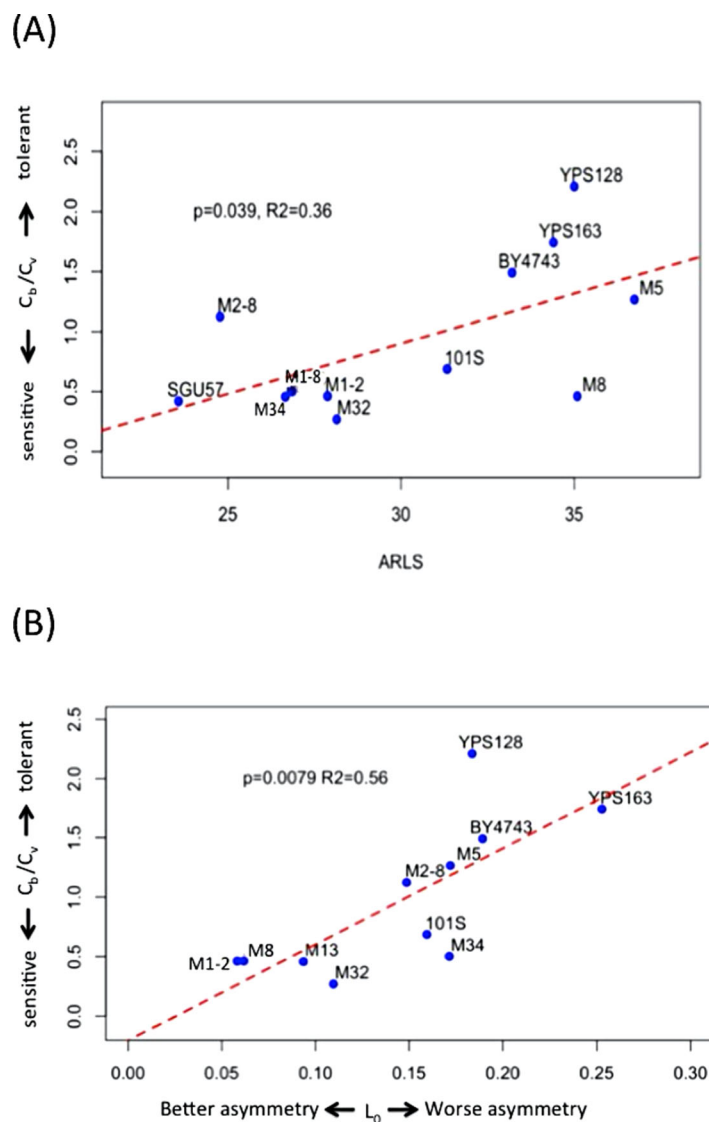 (A)
sensitive ← Cb/Cv → tolerant
2.5
2.0
1.5
1.0
0.5
0.0
p=0.039, R2=0.36
YPS128
YPS163
BY4743
M5
M2-8
101S
M1-8
SGU57
M34
M1-2
M32
M8
25
30
35
ARLS
(B)
sensitive ← Cb/Cv → tolerant
2.5
2.0
1.5
1.0
0.5
0.0
p=0.0079 R2=0.56
YPS128
YPS163
BY4743
M5
M2-8
101S
M34
M1-2
M8
M13
M32
0.00
0.05
0.10
0.15
0.20
0.25
0.30
Better asymmetry ← L0 → Worse asymmetry